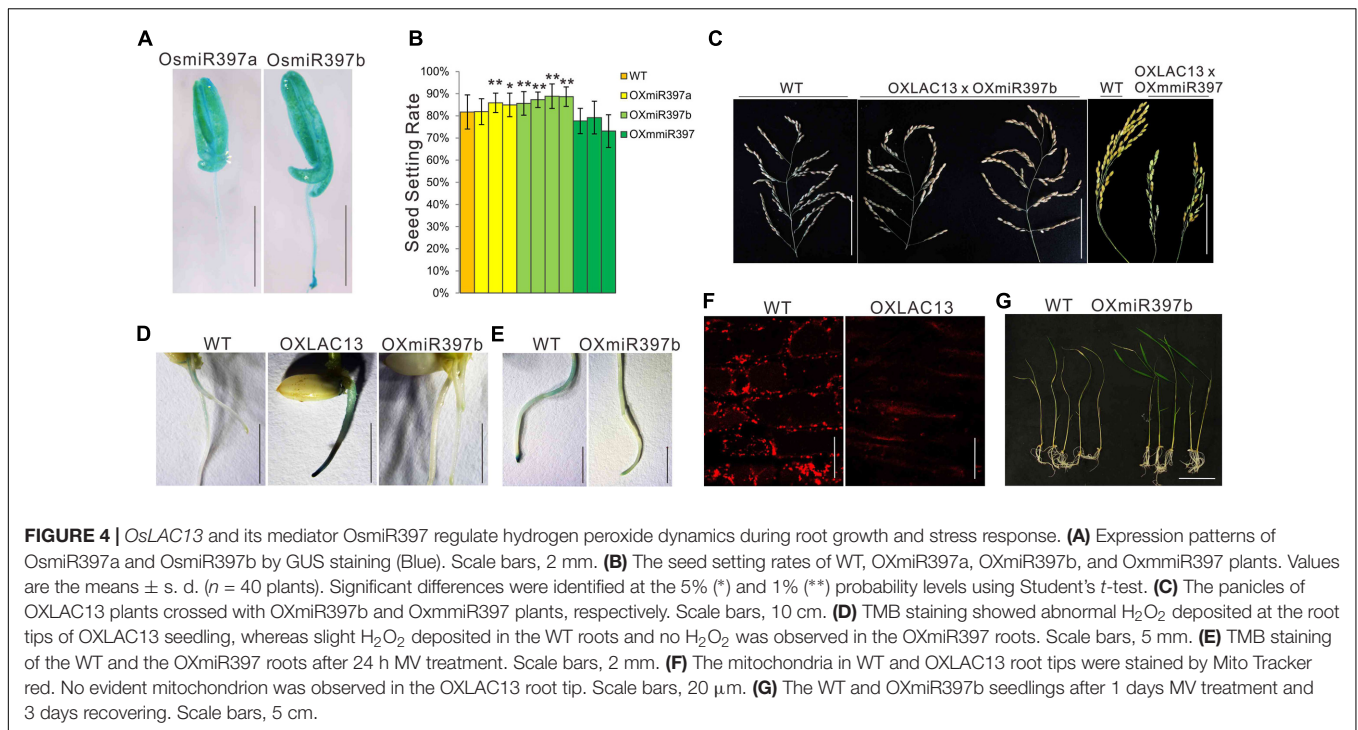 A
OsmiR397a OsmiR397b
B
100%
90%
80%
70%
60%
50%
40%
30%
20%
10%
0%
Seed Setting Rate
** * ** ** ** **
WT
OXmiR397a
OXmiR397b
OXmmiR397
C
WT OXLAC13 x OXmiR397b WT OXLAC13 x
OXmmiR397
D
WT OXLAC13 OXmiR397b
E
WT OXmiR397b
F
WT OXLAC13
G
WT OXmiR397b
FIGURE 4 | OsLAC13 and its mediator OsmiR397 regulate hydrogen peroxide dynamics during root growth and stress response. (A) Expression patterns of
OsmiR397a and OsmiR397b by GUS staining (Blue). Scale bars, 2 mm. (B) The seed setting rates of WT, OXmiR397a, OXmiR397b, and OxmmiR397 plants. Values
are the means ± s. d. (n = 40 plants). Significant differences were identified at the 5% (*) and 1% (**) probability levels using Student's t-test. (C) The panicles of
OXLAC13 plants crossed with OXmiR397b and OxmmiR397 plants, respectively. Scale bars, 10 cm. (D) TMB staining showed abnormal H₂O₂ deposited at the root
tips of OXLAC13 seedling, whereas slight H₂O₂ deposited in the WT roots and no H₂O₂ was observed in the OXmiR397 roots. Scale bars, 5 mm. (E) TMB staining
of the WT and the OXmiR397 roots after 24 h MV treatment. Scale bars, 2 mm. (F) The mitochondria in WT and OXLAC13 root tips were stained by Mito Tracker
red. No evident mitochondrion was observed in the OXLAC13 root tip. Scale bars, 20 μm. (G) The WT and OXmiR397b seedlings after 1 days MV treatment and
3 days recovering. Scale bars, 5 cm.